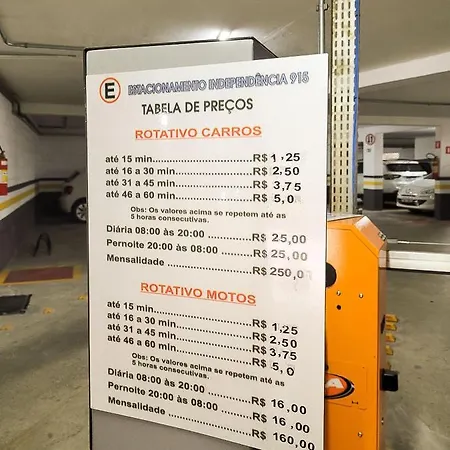 E ESTACIONAMENTO INDEPENDÊNCIA 915
TABELA DE PREÇOS
ROTATIVO CARROS
até 15 min...........................R$ 1,25
até 16 a 30 min...................R$ 2,50
até 31 a 45 min...................R$ 3,75
até 46 a 60 min...................R$ 5,0
Obs: Os valores acima se repetem até as
5 horas consecutivas.
Diária 08:00 às 20:00 ............R$ 25,00
Pernoite 20:00 às 08:00 .......R$ 25,00
Mensalidade ........................R$ 250,0
ROTATIVO MOTOS
até 15 min...........................R$ 1,25
até 16 a 30 min...................R$ 2,50
até 31 a 45 min...................R$ 3,75
até 46 a 60 min...................R$ 5,0
Obs: Os valores acima se repetem até as
5 horas consecutivas.
Diária 08:00 às 20:00 ............R$ 16,00
Pernoite 20:00 às 08:00 .......R$ 16,00
Mensalidade ........................R$ 160,00